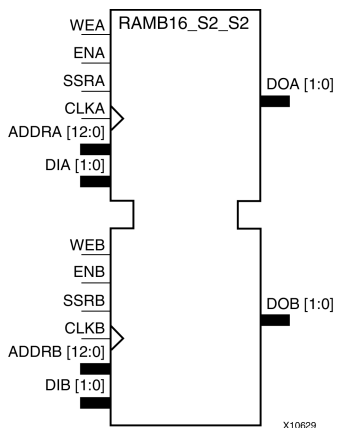 RAMB16_S2_S2
WEA
ENA
SSRA
CLKA
ADDRA [12:0]
DIA [1:0]
DOA [1:0]
WEB
ENB
SSRB
CLKB
ADDRB [12:0]
DIB [1:0]
DOB [1:0]
X10629